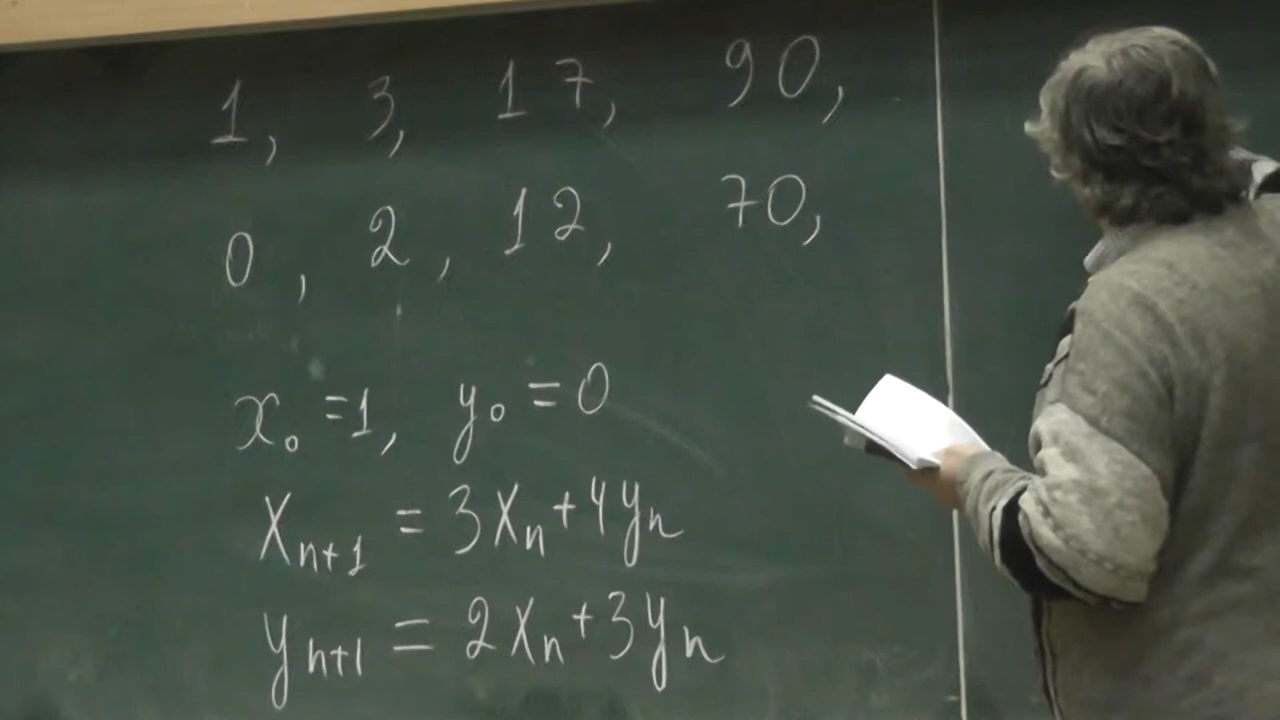 1, 3, 17, 90,
0, 2, 12, 70,
x₀ = 1, y₀ = 0
xₙ₊₁ = 3xₙ + 4yₙ
yₙ₊₁ = 2xₙ + 3yₙ